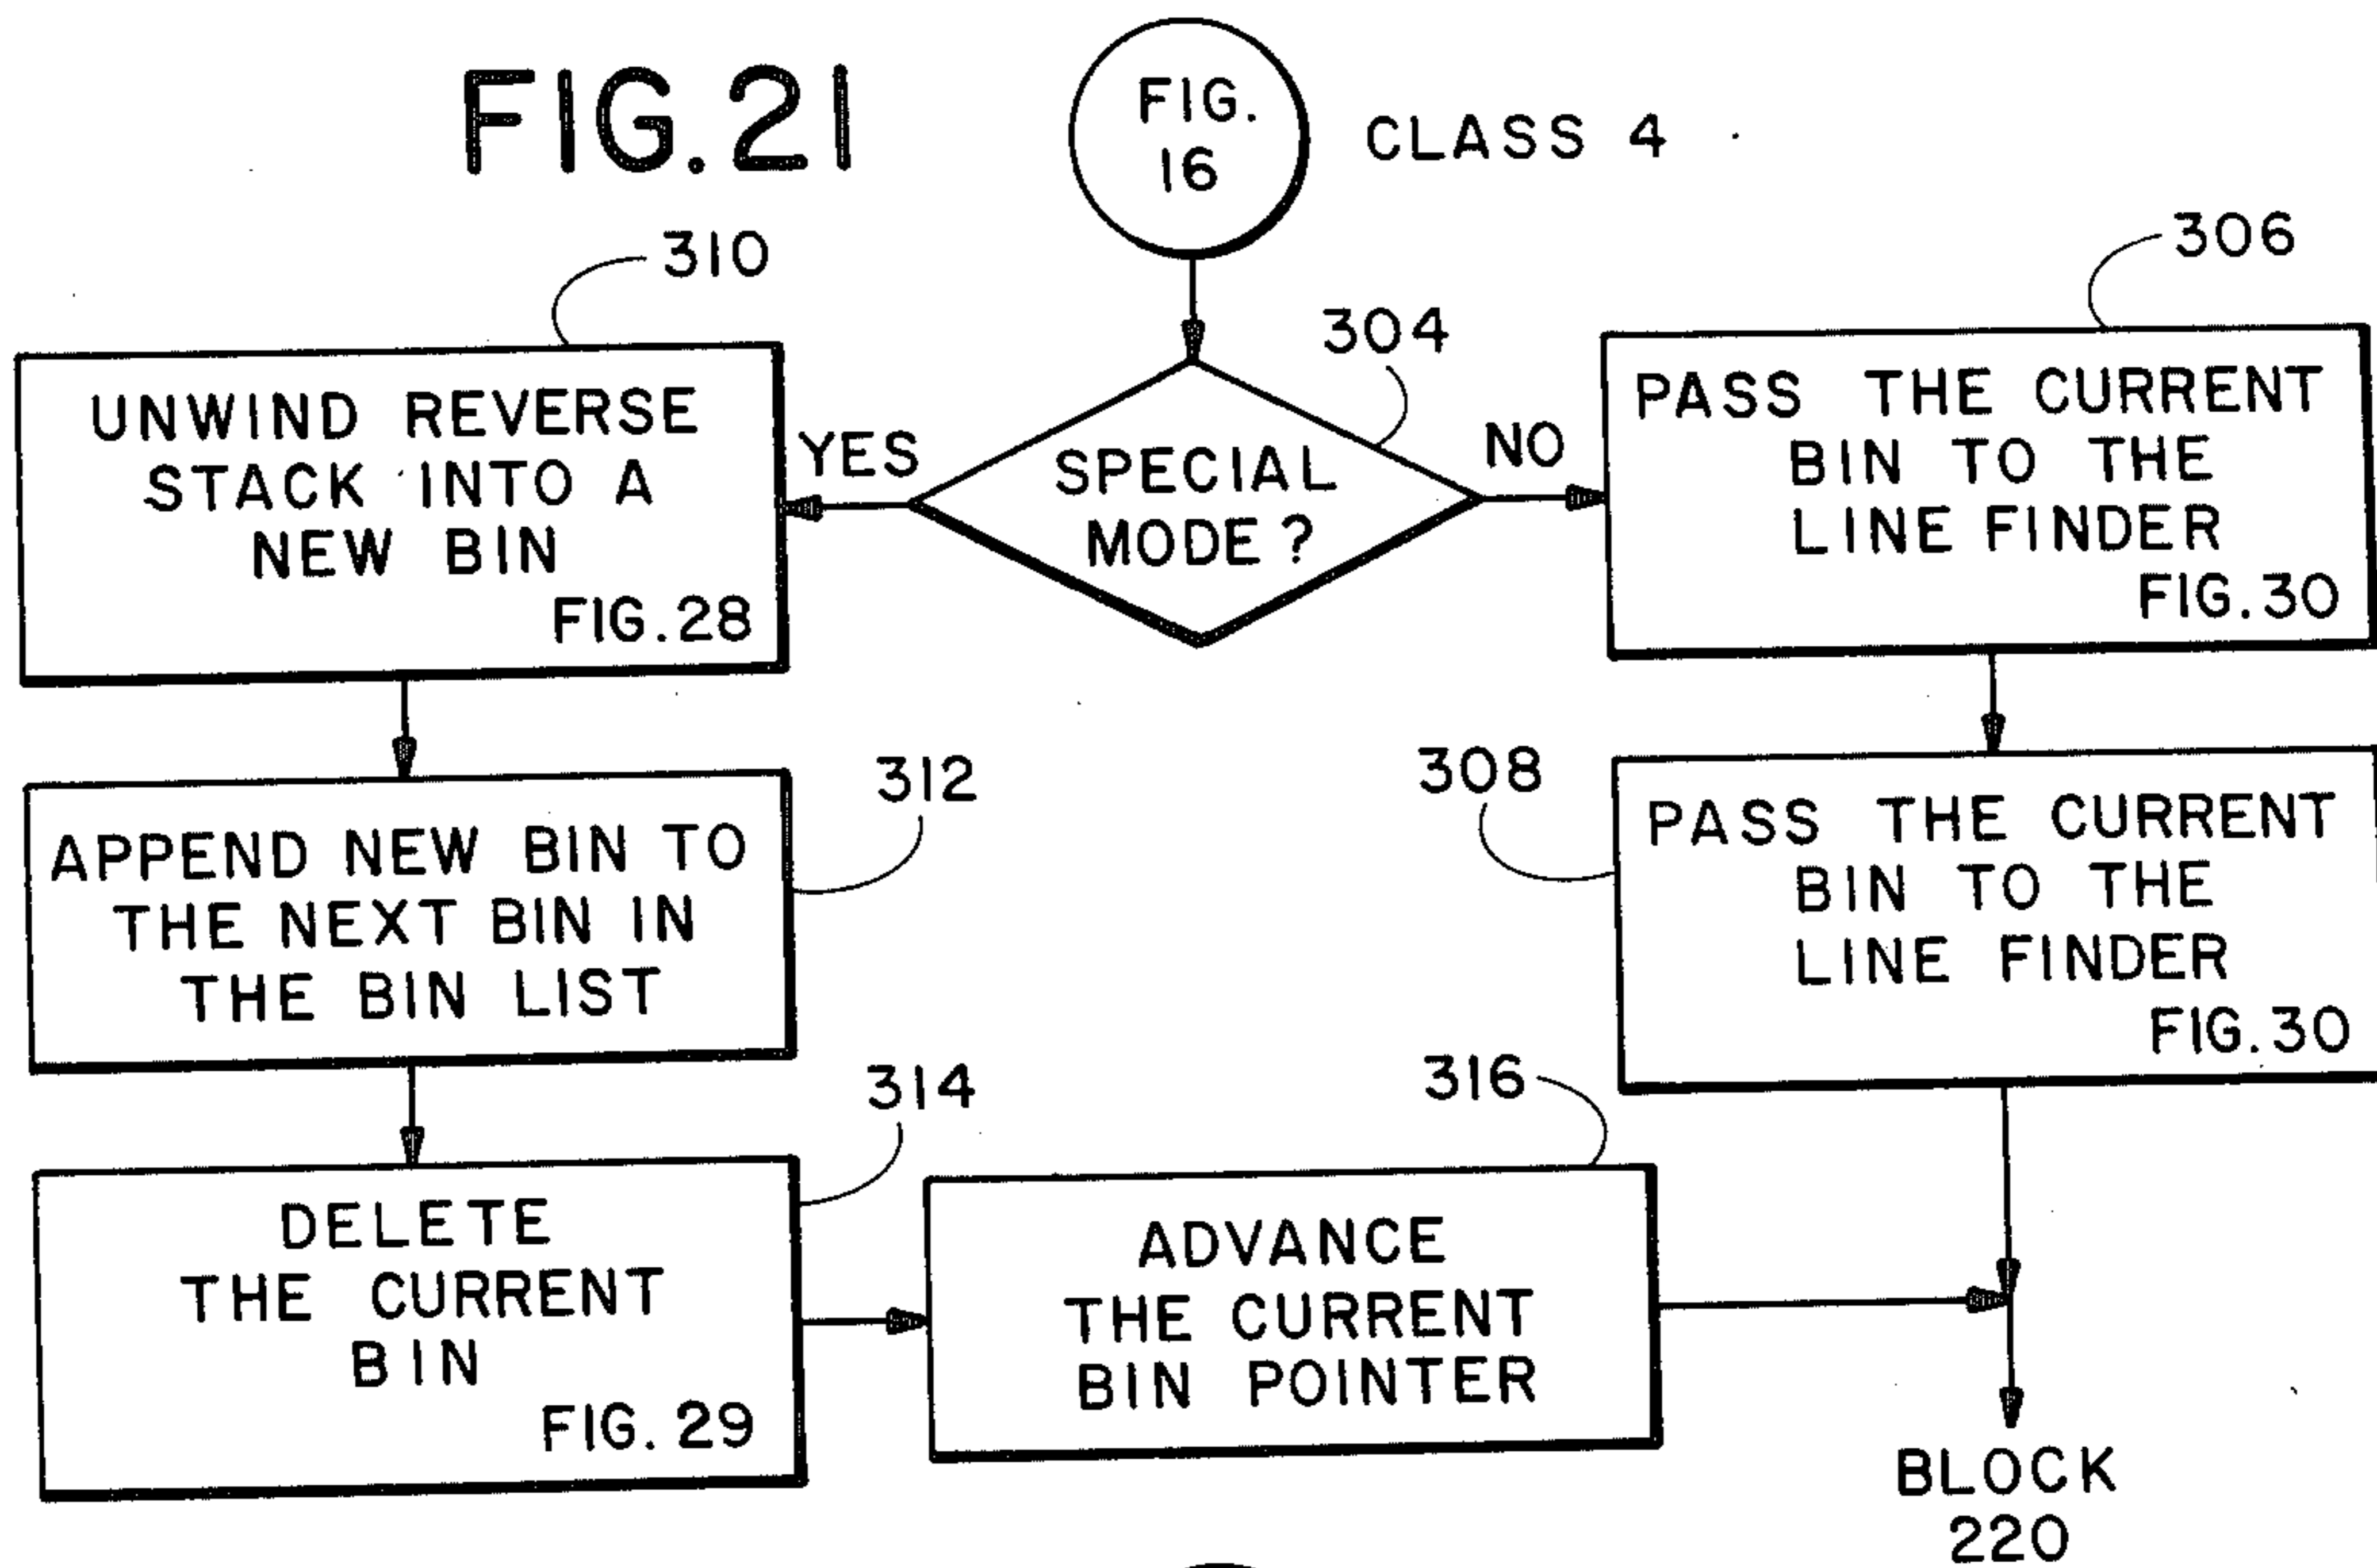 FIG.21
FIG.
16
CLASS 4
310
UNWIND REVERSE
STACK INTO A
NEW BIN
FIG.28
YES
304
SPECIAL
MODE?
NO
306
PASS THE CURRENT
BIN TO THE
LINE FINDER
FIG.30
312
APPEND NEW BIN TO
THE NEXT BIN IN
THE BIN LIST
308
PASS THE CURRENT
BIN TO THE
LINE FINDER
FIG.30
314
DELETE
THE CURRENT
BIN
FIG. 29
316
ADVANCE
THE CURRENT
BIN POINTER
BLOCK
220